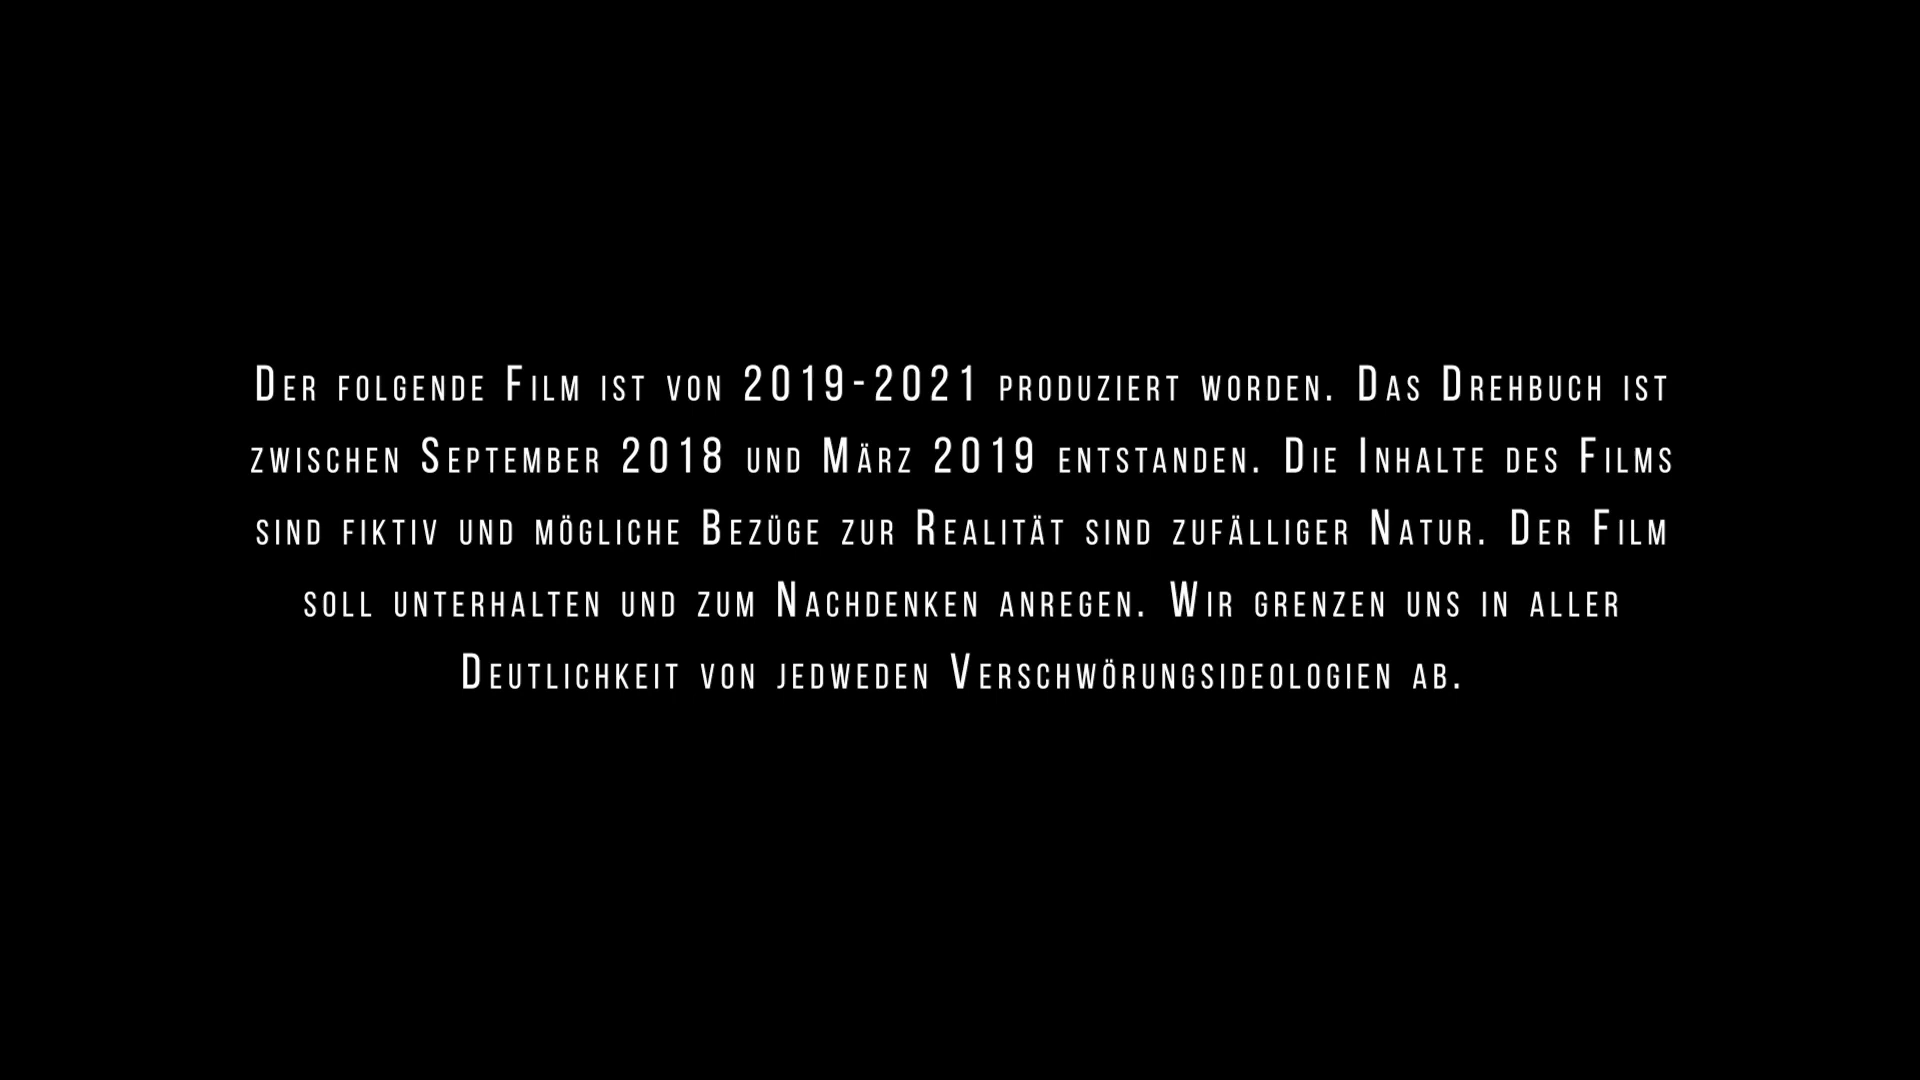 Der folgende Film ist von 2019-2021 produziert worden. Das Drehbuch ist
zwischen September 2018 und März 2019 entstanden. Die Inhalte des Films
sind fiktiv und mögliche Bezüge zur Realität sind zufälliger Natur. Der Film
soll unterhalten und zum Nachdenken anregen. Wir grenzen uns in aller
Deutlichkeit von jedweden Verschwörungsideologien ab.